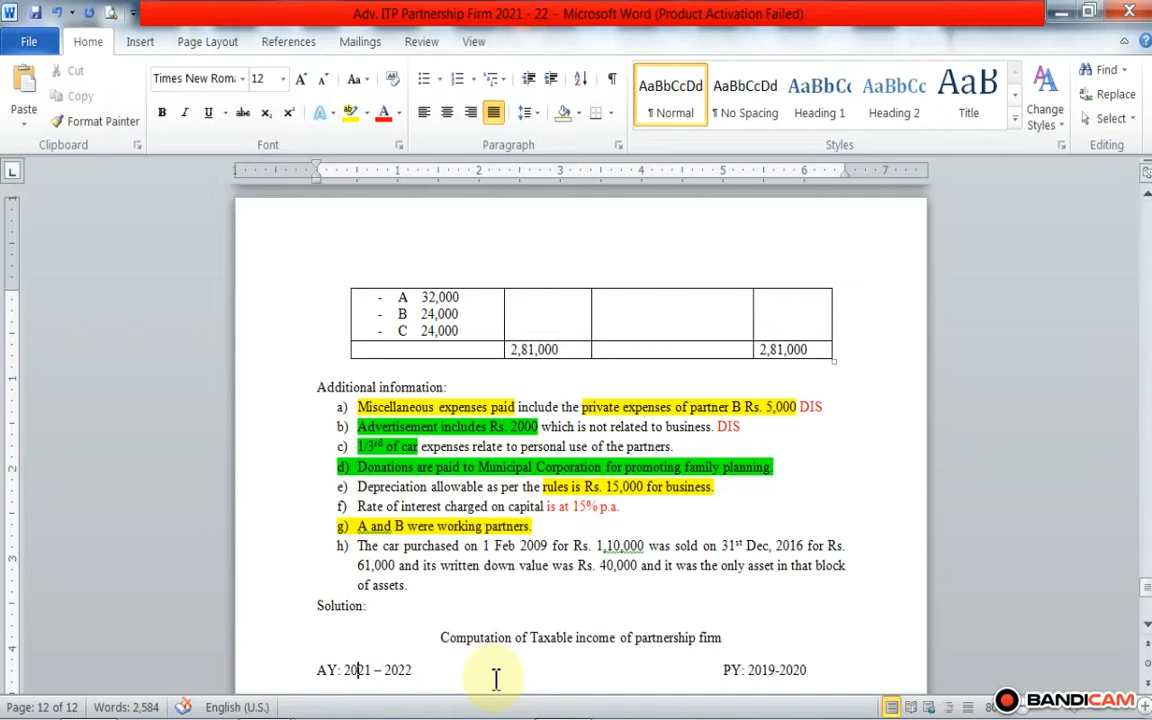 Adv. ITP Partnership Firm 2021 - 22 - Microsoft Word (Product Activation Failed)
File Home Insert Page Layout References Mailings Review View
Cut
Copy
Paste
Format Painter
Clipboard
Times New Rom 12
Font
Paragraph
AaBbCcDd AaBbCcDd AaBbCc AaBbCc AaB
¶ Normal ¶ No Spacing Heading 1 Heading 2 Title
Styles
Change
Styles
Find
Replace
Select
Editing
1 1 2 3 4 5 6 7
- A 32,000
- B 24,000
- C 24,000
2,81,000 2,81,000
Additional information:
a) Miscellaneous expenses paid include the private expenses of partner B Rs. 5,000 DIS
b) Advertisement includes Rs. 2000 which is not related to business. DIS
c) 1/3rd of car expenses relate to personal use of the partners.
d) Donations are paid to Municipal Corporation for promoting family planning.
e) Depreciation allowable as per the rules is Rs. 15,000 for business.
f) Rate of interest charged on capital is at 15% p.a.
g) A and B were working partners.
h) The car purchased on 1 Feb 2009 for Rs. 1,10,000 was sold on 31st Dec, 2016 for Rs.
61,000 and its written down value was Rs. 40,000 and it was the only asset in that block
of assets.
Solution:
Computation of Taxable income of partnership firm
AY: 2021 – 2022 PY: 2019-2020
Page: 12 of 12 Words: 2,584 English (U.S.)
BANDICAM